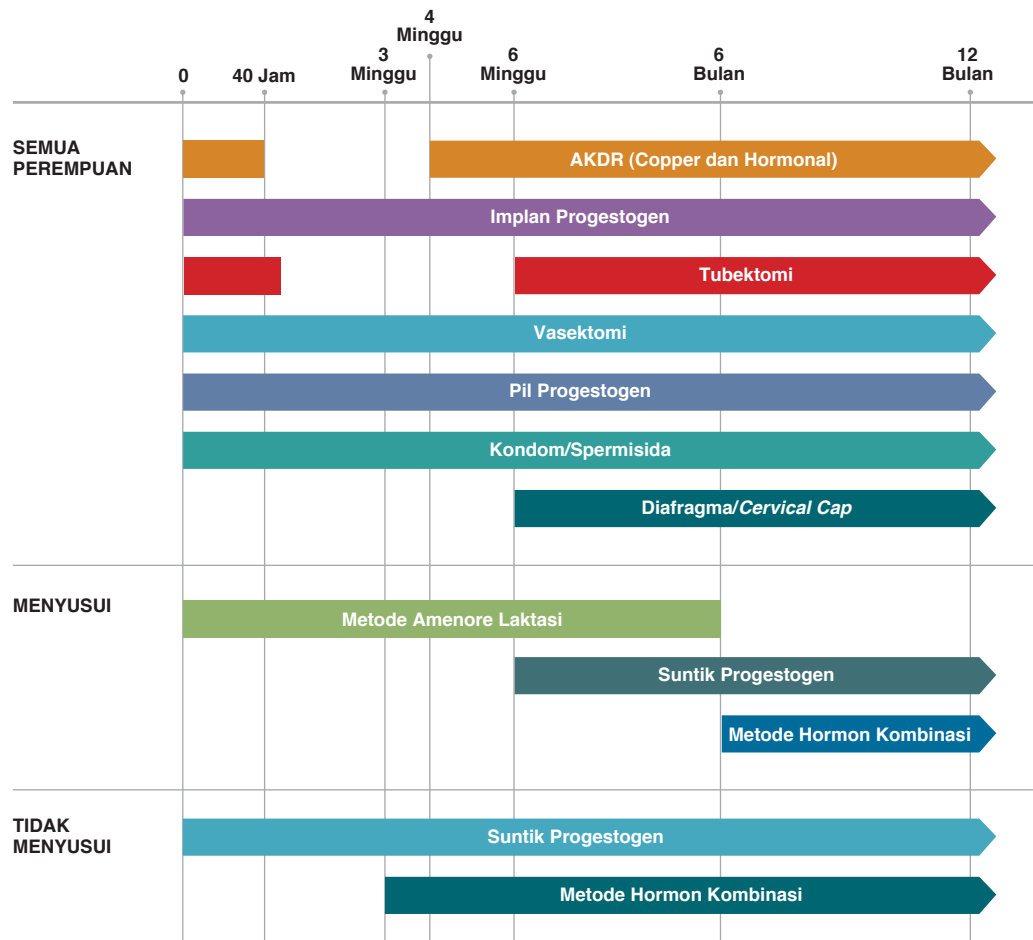 4
Minggu
0
40 Jam
3
Minggu
6
Minggu
6
Bulan
12
Bulan
SEMUA
PEREMPUAN
AKDR (Copper dan Hormonal)
Implan Progestogen
Tubektomi
Vasektomi
Pil Progestogen
Kondom/Spermisida
Diafragma/Cervical Cap
MENYUSUI
Metode Amenore Laktasi
Suntik Progestogen
Metode Hormon Kombinasi
TIDAK
MENYUSUI
Suntik Progestogen
Metode Hormon Kombinasi